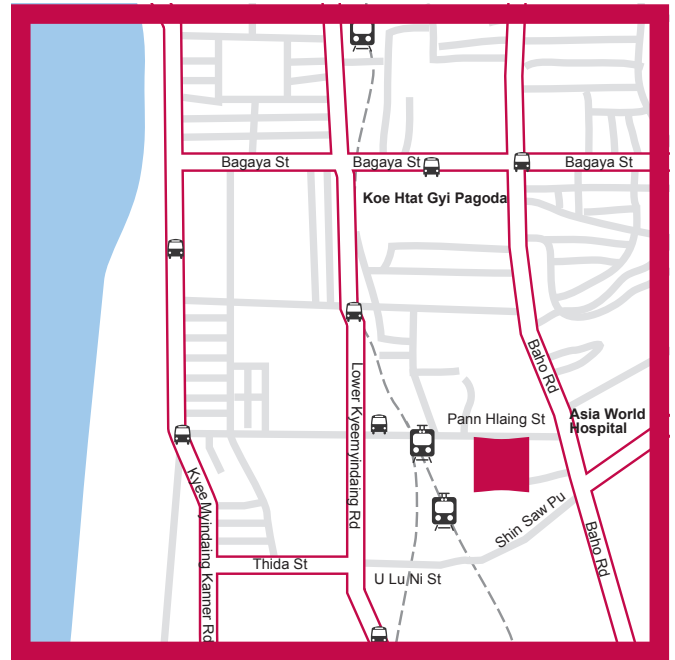 Bagaya St
Bagaya St
Bagaya St
Koe Htat Gyi Pagoda
Baho Rd
Lower Kyeemyindaing Rd
Pann Hlaing St
Asia World
Hospital
Kyee Myindaing Kanner Rd
Shin Saw Pu
Baho Rd
Thida St
U Lu Ni St